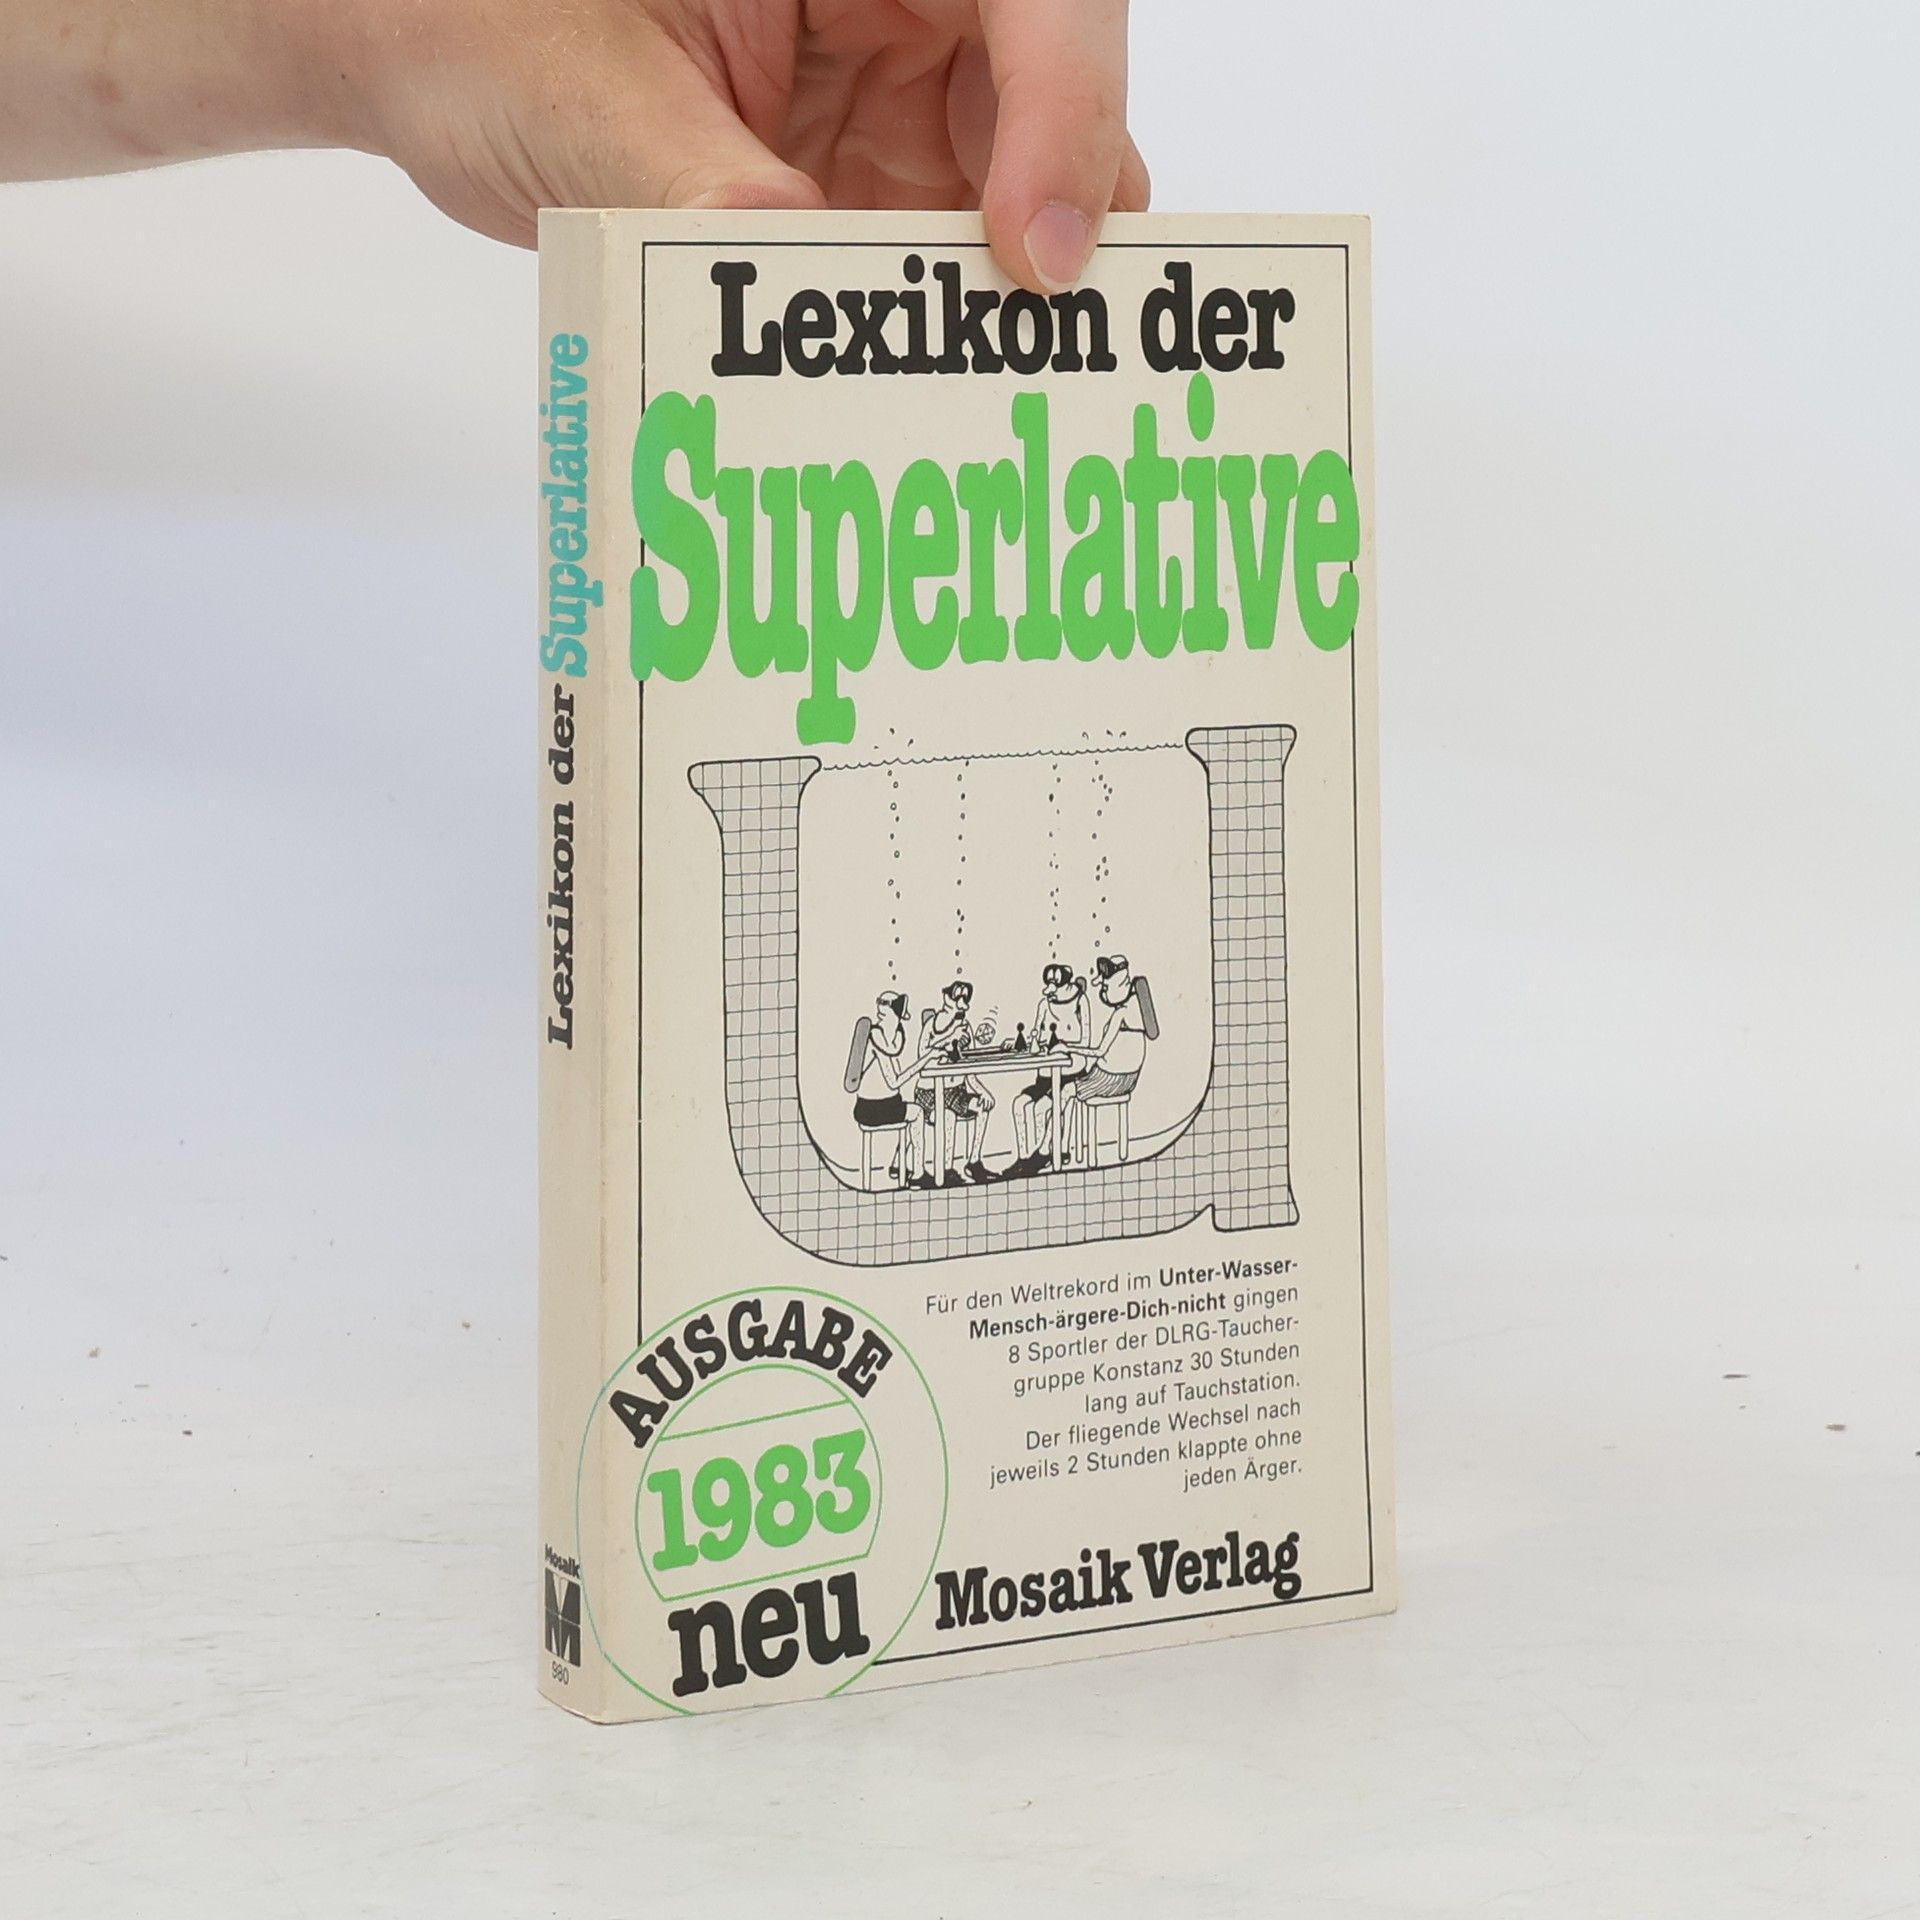 Lexikon der
Superlative
Für den Weltrekord im Unter-Wasser-
Mensch-ärgere-Dich-nicht gingen
8 Sportler der DLRG-Taucher-
gruppe Konstanz 30 Stunden
lang auf Tauchstation.
Der fliegende Wechsel nach
jeweils 2 Stunden klappte ohne
jeden Ärger.
AUSGABE
1983
neu
Mosaik Verlag
Lexikon der Superlative
Mosaik
M
980